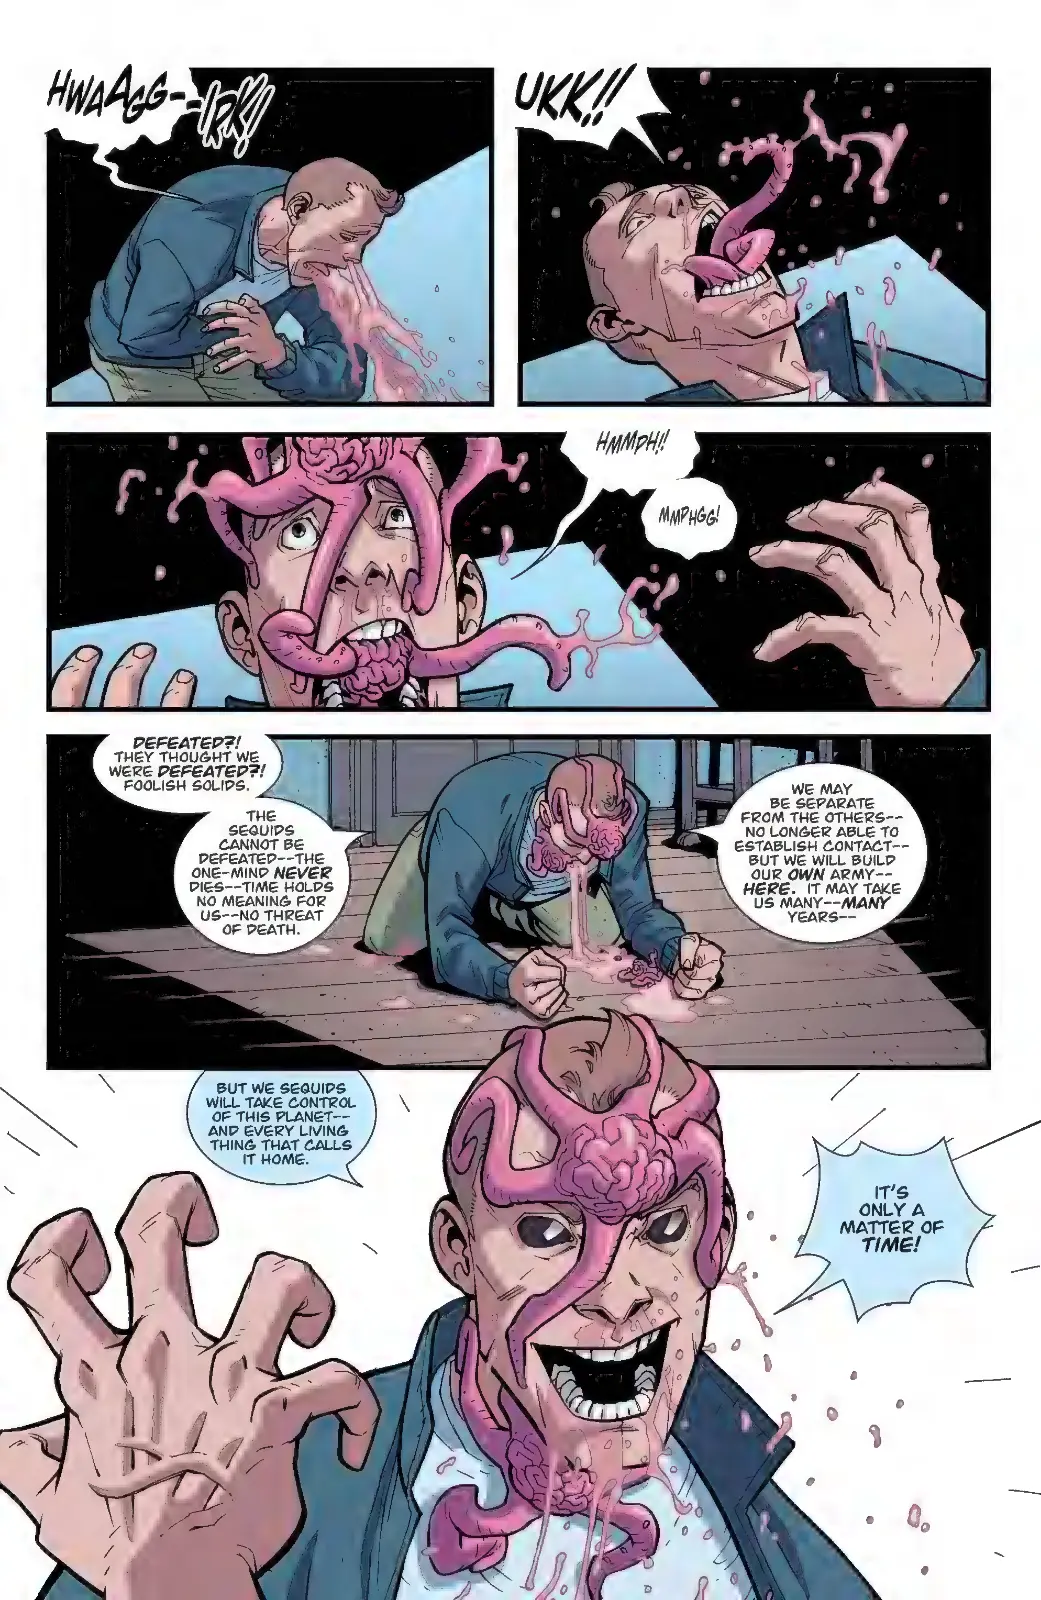 HWAAGG--
-IRK!!
UKK!!
HMMPH!!
MMPHGG!
DEFEATED?!
THEY THOUGHT WE
WERE DEFEATED?!
FOOLISH SOLIDS.
THE
SEQUIDS
CANNOT BE
DEFEATED--THE
ONE-MIND NEVER
DIES--TIME HOLDS
NO MEANING FOR
US--NO THREAT
OF DEATH.
WE MAY
BE SEPARATE
FROM THE OTHERS--
NO LONGER ABLE TO
ESTABLISH CONTACT--
BUT WE WILL BUILD
OUR OWN ARMY--
HERE. IT MAY TAKE
US MANY--MANY
YEARS--
BUT WE SEQUIDS
WILL TAKE CONTROL
OF THIS PLANET--
AND EVERY LIVING
THING THAT CALLS
IT HOME.
IT'S
ONLY A
MATTER OF
TIME!